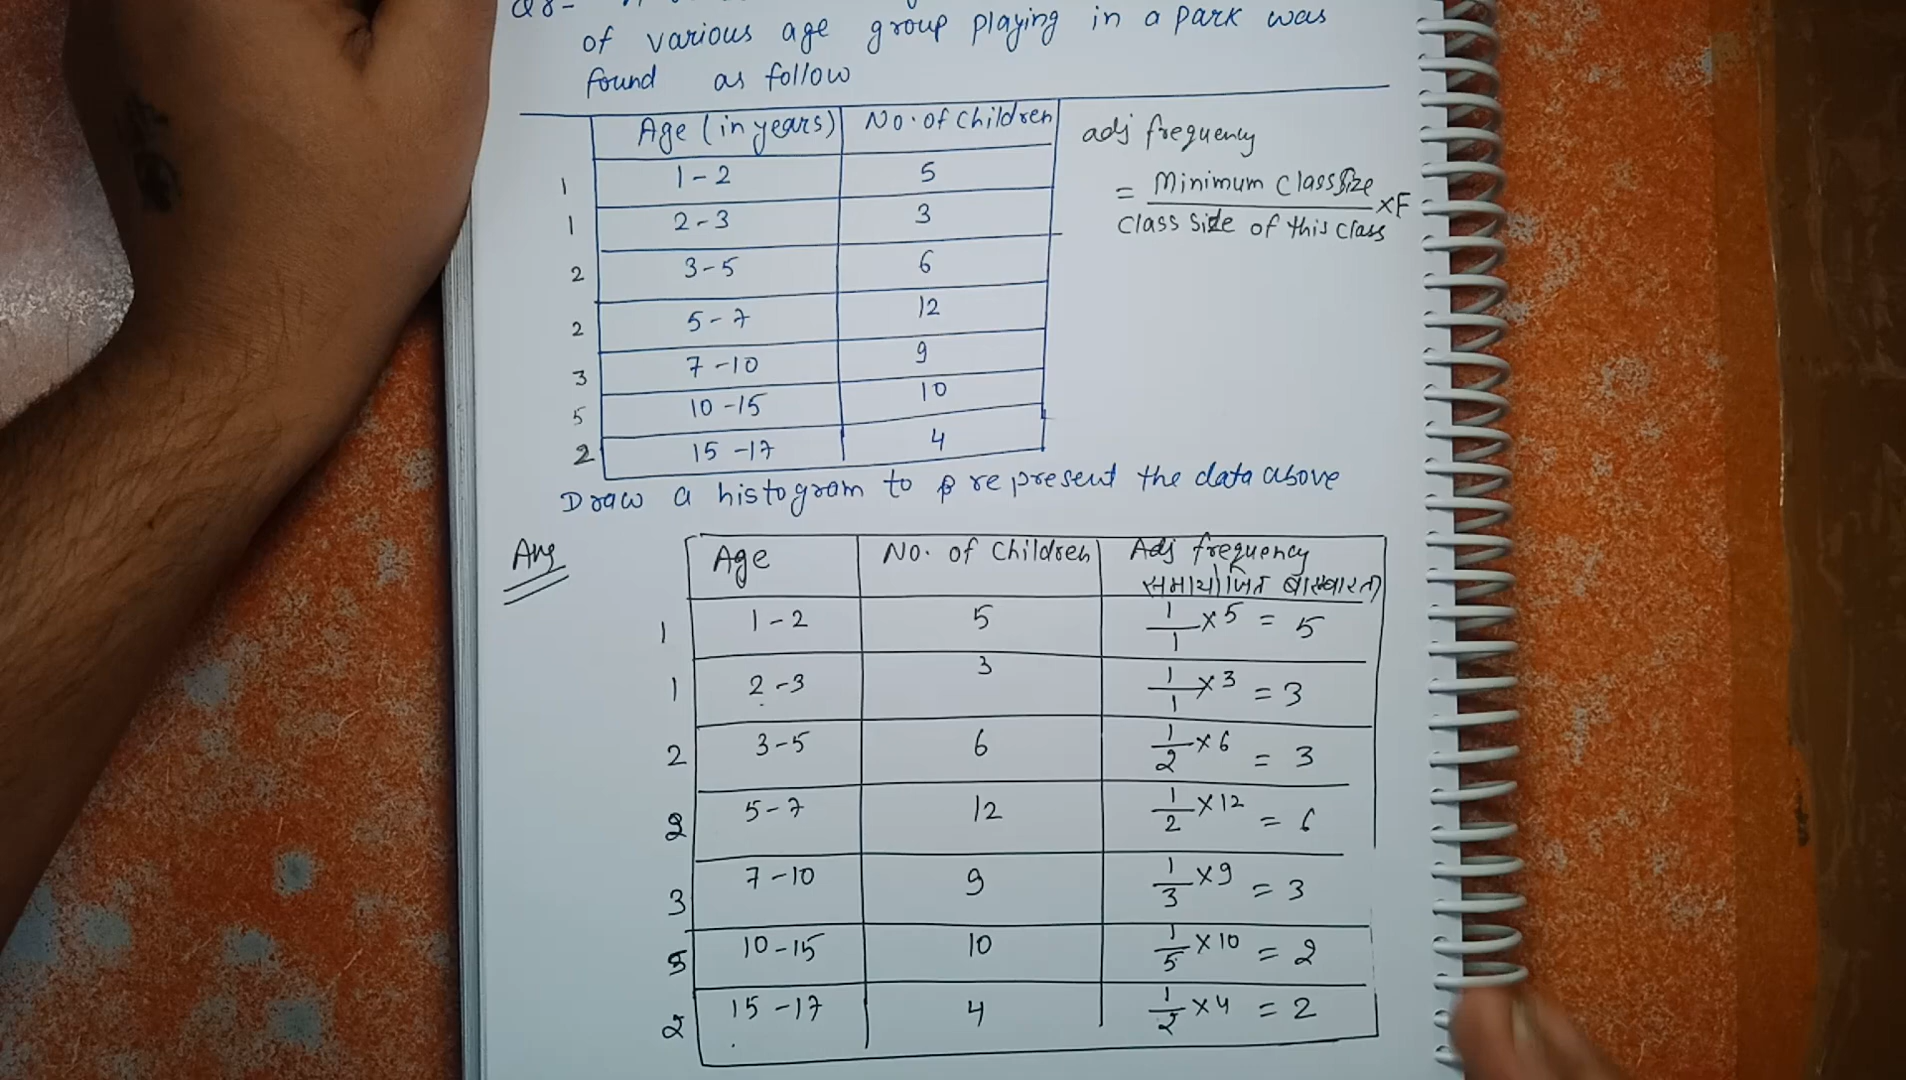 Q8-
of various age group playing in a park was
found as follow
Age (in years) No. of children
1 1-2 5
1 2-3 3
2 3-5 6
2 5-7 12
3 7-10 9
5 10-15 10
2 15-17 4
adj frequency
= Minimum class size ×F
class size of this class
Draw a histogram to represent the data above
Ans
Age No. of Children Adj frequency
समायोजित बारम्बारता
1 1-2 5 1/1 ×5 = 5
1 2-3 3 1/1 ×3 = 3
2 3-5 6 1/2 ×6 = 3
2 5-7 12 1/2 ×12 = 6
3 7-10 9 1/3 ×9 = 3
5 10-15 10 1/5 ×10 = 2
2 15-17 4 1/2 ×4 = 2